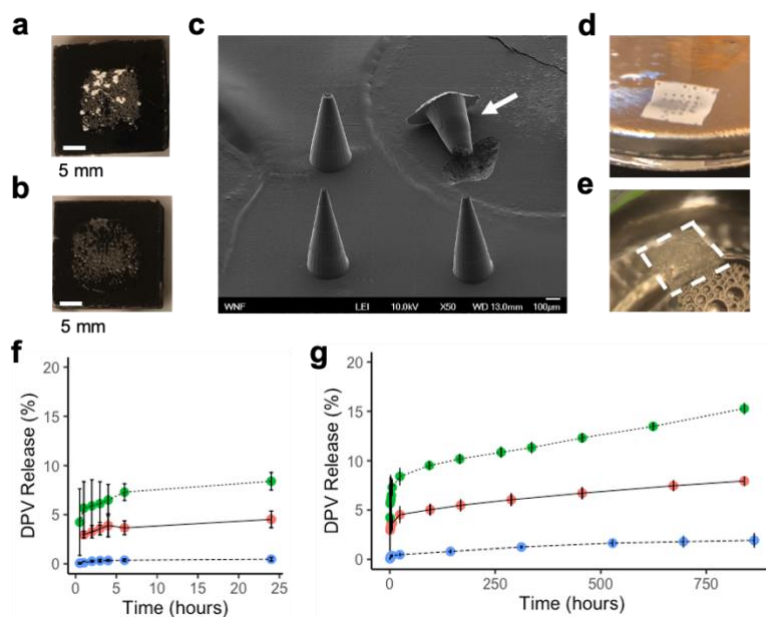 a
5 mm
b
5 mm
c
WNF LEI 10.0kV X50 WD 13.0mm 100µm
d
e
f
DPV Release (%)
20
15
10
5
0
0 5 10 15 20 25
Time (hours)
g
DPV Release (%)
20
15
10
5
0
0 250 500 750
Time (hours)